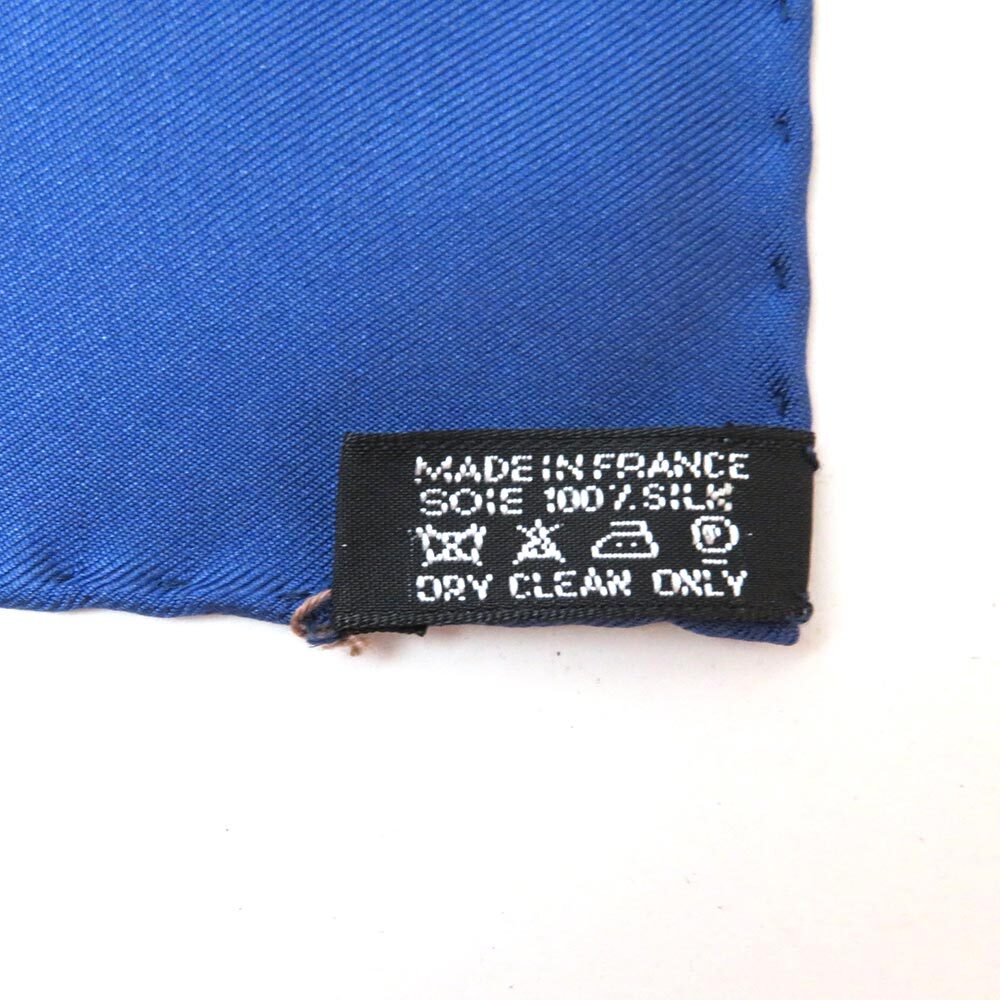 MADE IN FRANCE
SOIE 100% SILK
DRY CLEAN ONLY